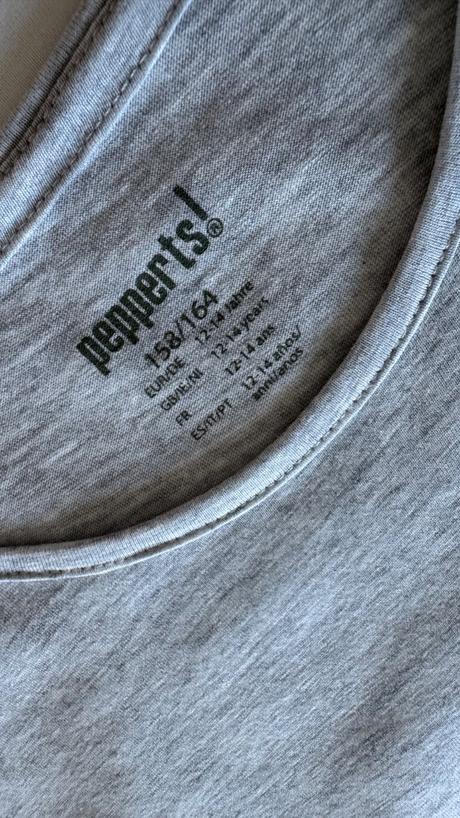 pepperts!®
158/164
EUR/DE 12-14 Jahre
GB/IE/NI 12-14 years
FR 12-14 ans
ES/IT/PT 12-14 años/
anni/anos